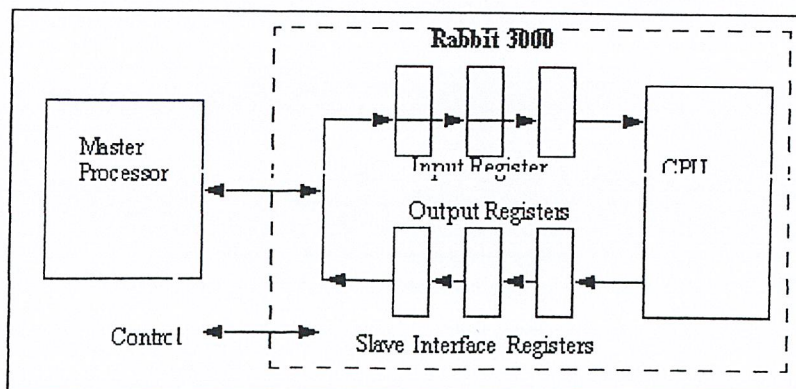 Rabbit 3000
Master
Processor
Input Register
CPU
Output Registers
Control
Slave Interface Registers